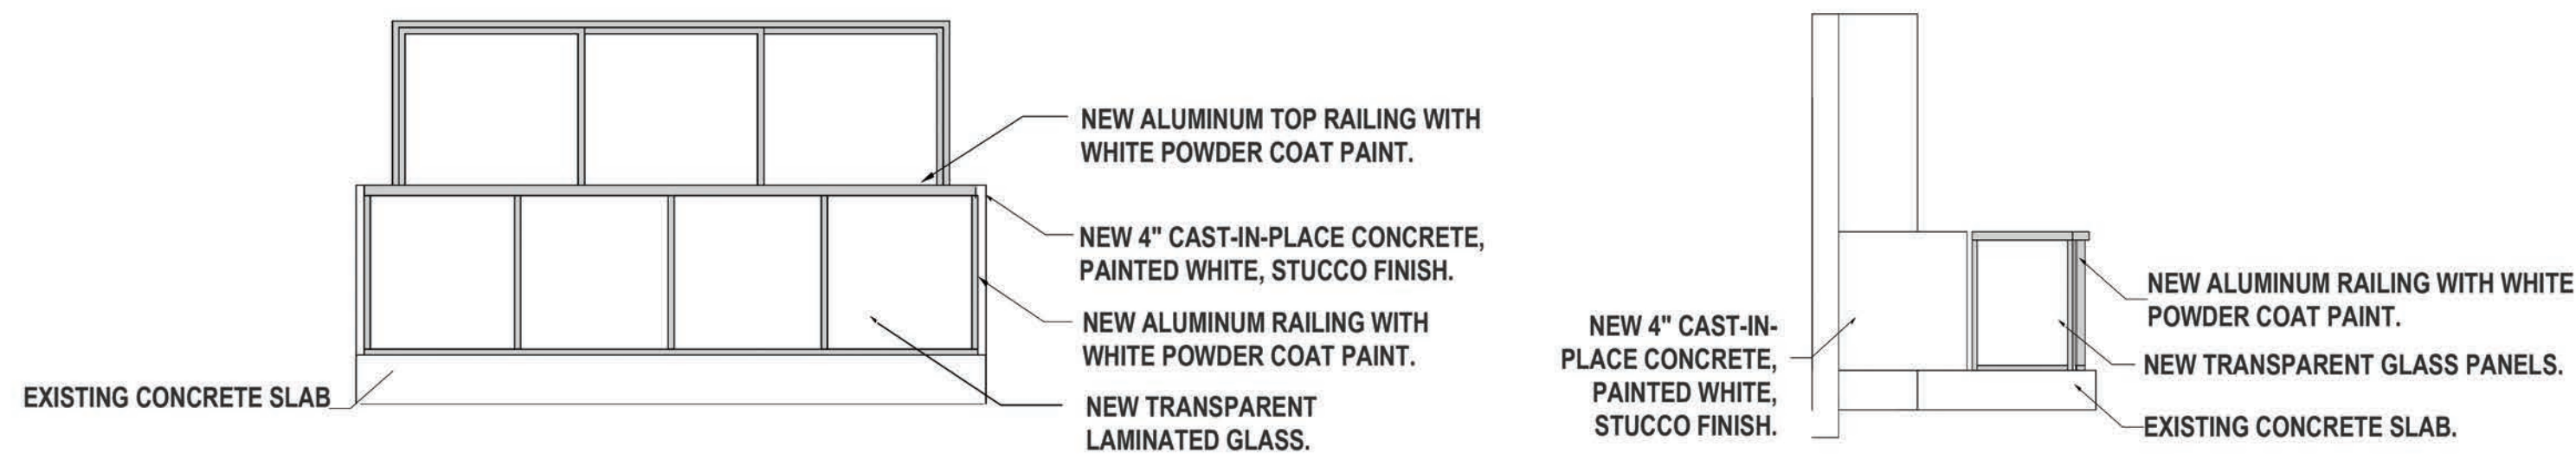 NEW ALUMINUM TOP RAILING WITH
WHITE POWDER COAT PAINT.
NEW 4" CAST-IN-PLACE CONCRETE,
PAINTED WHITE, STUCCO FINISH.
NEW ALUMINUM RAILING WITH
WHITE POWDER COAT PAINT.
EXISTING CONCRETE SLAB
NEW TRANSPARENT
LAMINATED GLASS.
NEW 4" CAST-IN-
PLACE CONCRETE,
PAINTED WHITE,
STUCCO FINISH.
NEW ALUMINUM RAILING WITH WHITE
POWDER COAT PAINT.
NEW TRANSPARENT GLASS PANELS.
EXISTING CONCRETE SLAB.